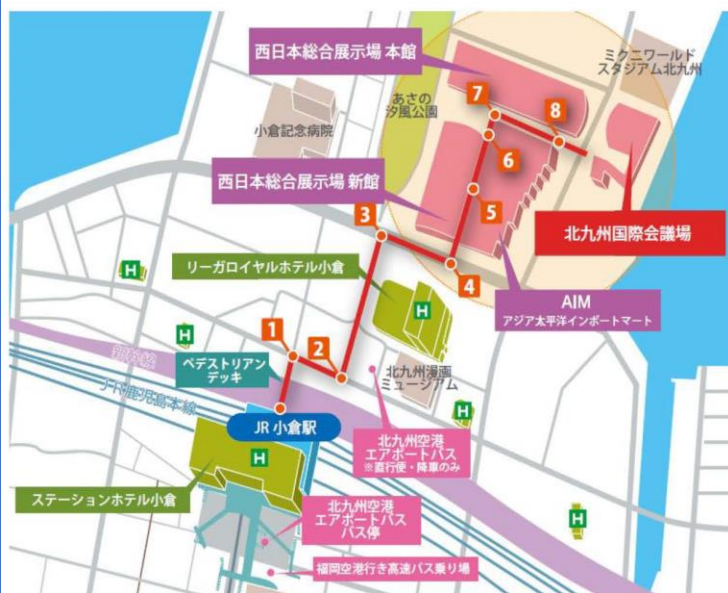 西日本総合展示場 本館
ミクニワールド
スタジアム北九州
あさの
汐風公園
小倉記念病院
7
8
6
西日本総合展示場 新館
5
3
北九州国際会議場
リーガロイヤルホテル小倉
4
H
H
AIM
アジア太平洋インポートマート
1
H
2
新幹線
ペデストリアン
デッキ
北九州漫画
ミュージアム
JR鹿児島本線
H
JR 小倉駅
北九州空港
エアポートバス
※直行便・降車のみ
H
ステーションホテル小倉
北九州空港
エアポートバス
バス停
H
福岡空港行き高速バス乗り場